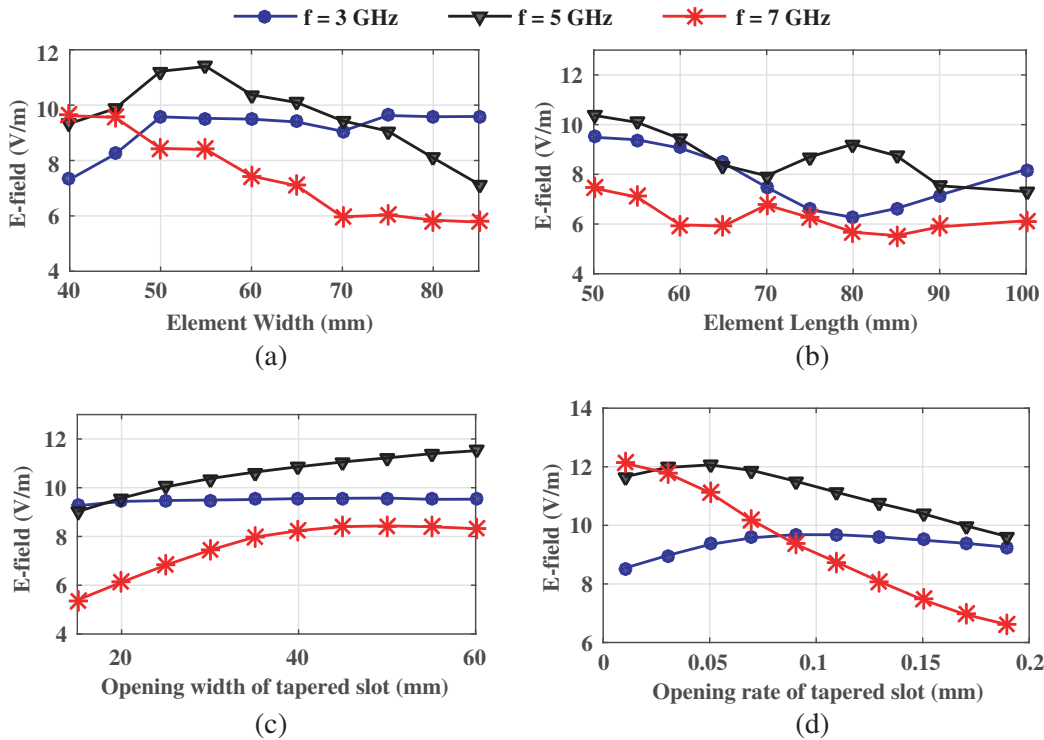 f = 3 GHz f = 5 GHz f = 7 GHz
12
10
8
6
4
E-field (V/m)
40 50 60 70 80
Element Width (mm)
(a)
12
10
8
6
4
E-field (V/m)
50 60 70 80 90 100
Element Length (mm)
(b)
12
10
8
6
4
E-field (V/m)
20 40 60
Opening width of tapered slot (mm)
(c)
14
12
10
8
6
E-field (V/m)
0 0.05 0.1 0.15 0.2
Opening rate of tapered slot (mm)
(d)